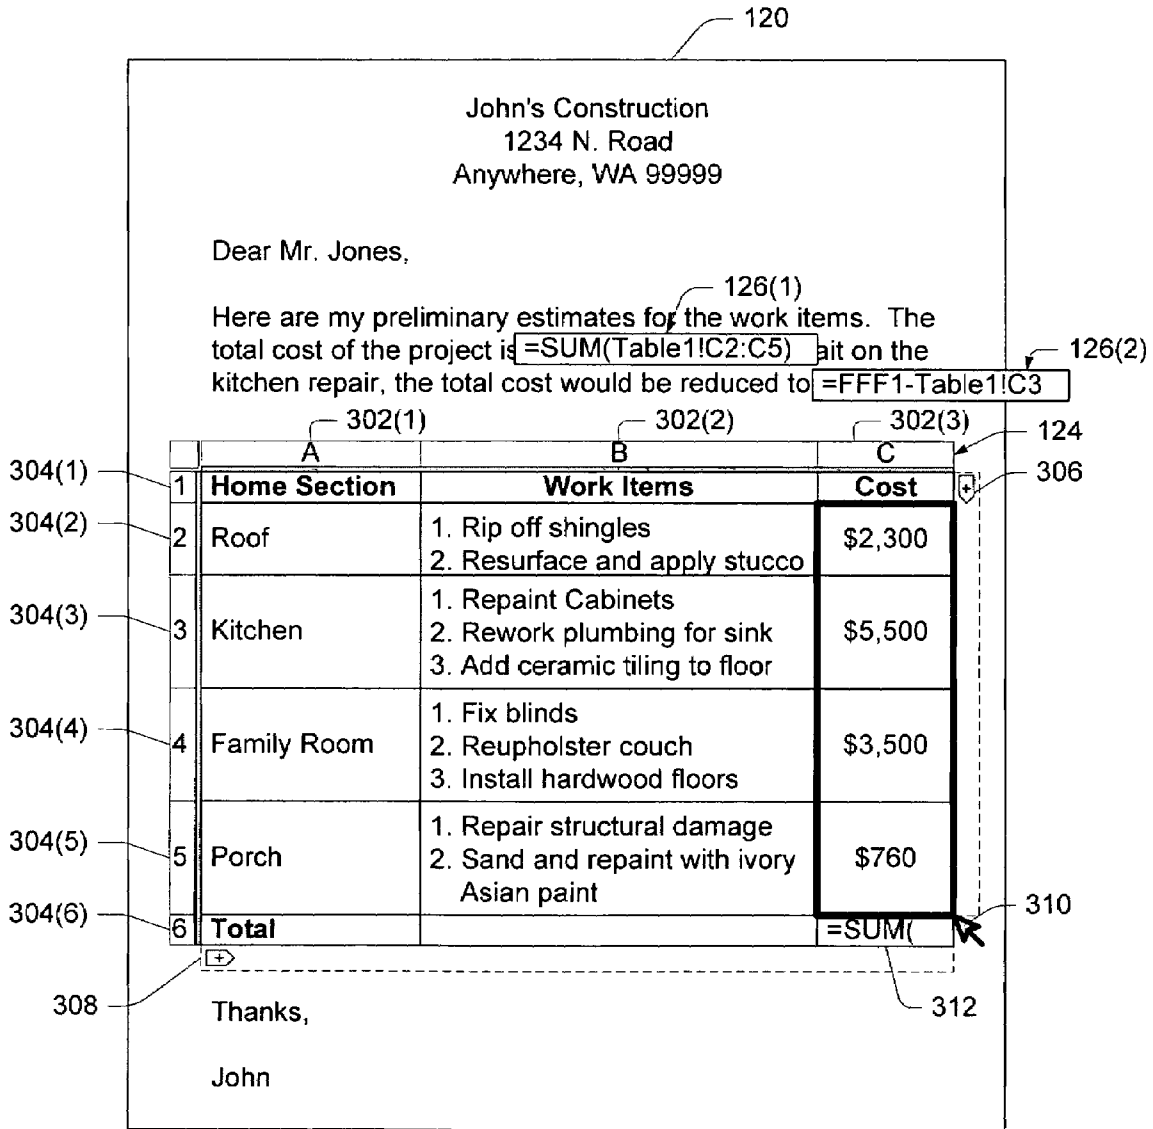 120
John's Construction
1234 N. Road
Anywhere, WA 99999
Dear Mr. Jones,
126(1)
Here are my preliminary estimates for the work items. The
total cost of the project is =SUM(Table1!C2:C5) ait on the
126(2)
kitchen repair, the total cost would be reduced to =FFF1-Table1!C3
302(1) 302(2) 302(3)
124
A B C
304(1) 1 Home Section Work Items Cost + 306
304(2) 2 Roof 1. Rip off shingles $2,300
2. Resurface and apply stucco
304(3) 3 Kitchen 1. Repaint Cabinets $5,500
2. Rework plumbing for sink
3. Add ceramic tiling to floor
304(4) 4 Family Room 1. Fix blinds $3,500
2. Reupholster couch
3. Install hardwood floors
304(5) 5 Porch 1. Repair structural damage $760
2. Sand and repaint with ivory
Asian paint
310
304(6) 6 Total =SUM(
+
308 312
Thanks,
John